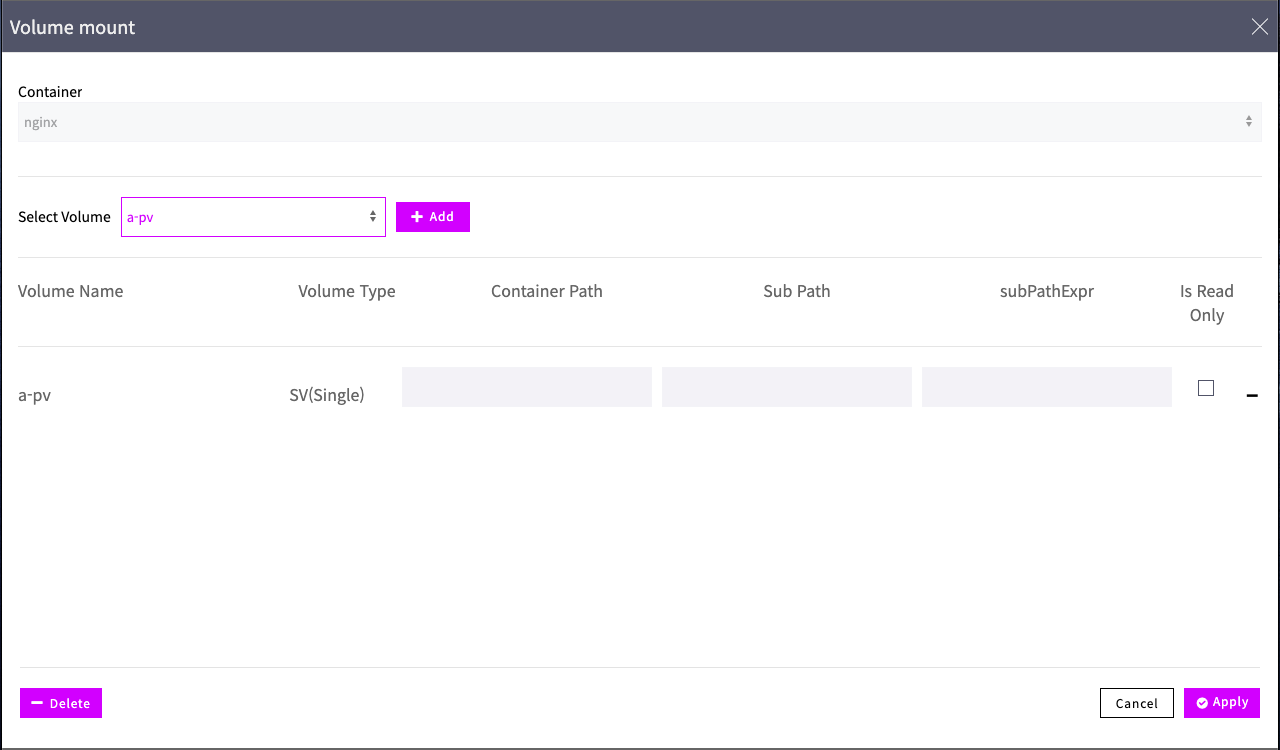 Volume mount
Container
nginx
Select Volume
a-pv
Add
Volume Name
Volume Type
Container Path
Sub Path
subPathExpr
Is Read
Only
a-pv
SV(Single)
Delete
Cancel
Apply